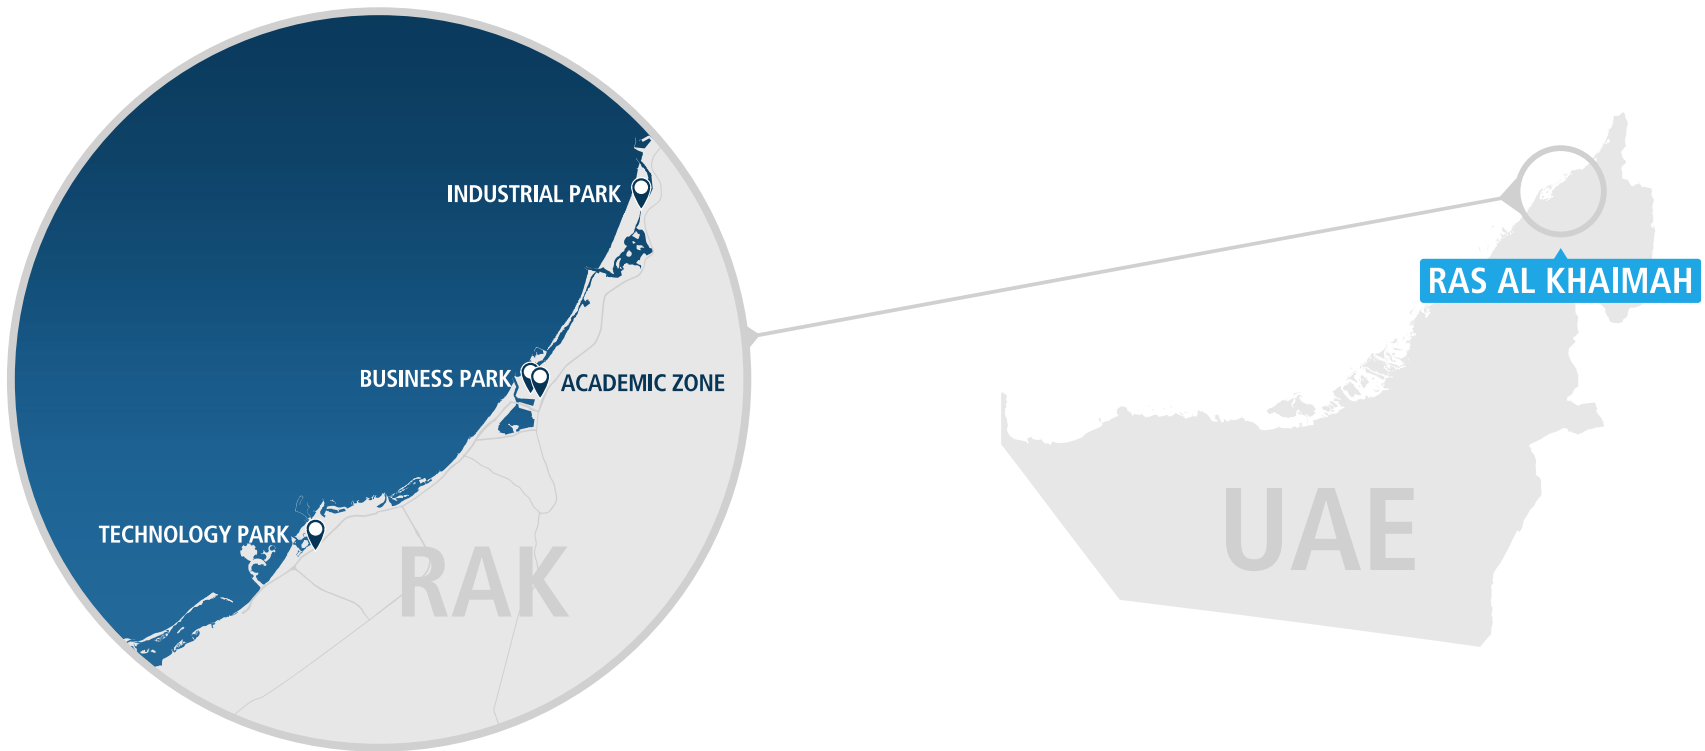 INDUSTRIAL PARK
BUSINESS PARK
ACADEMIC ZONE
TECHNOLOGY PARK
RAK
RAS AL KHAIMAH
UAE